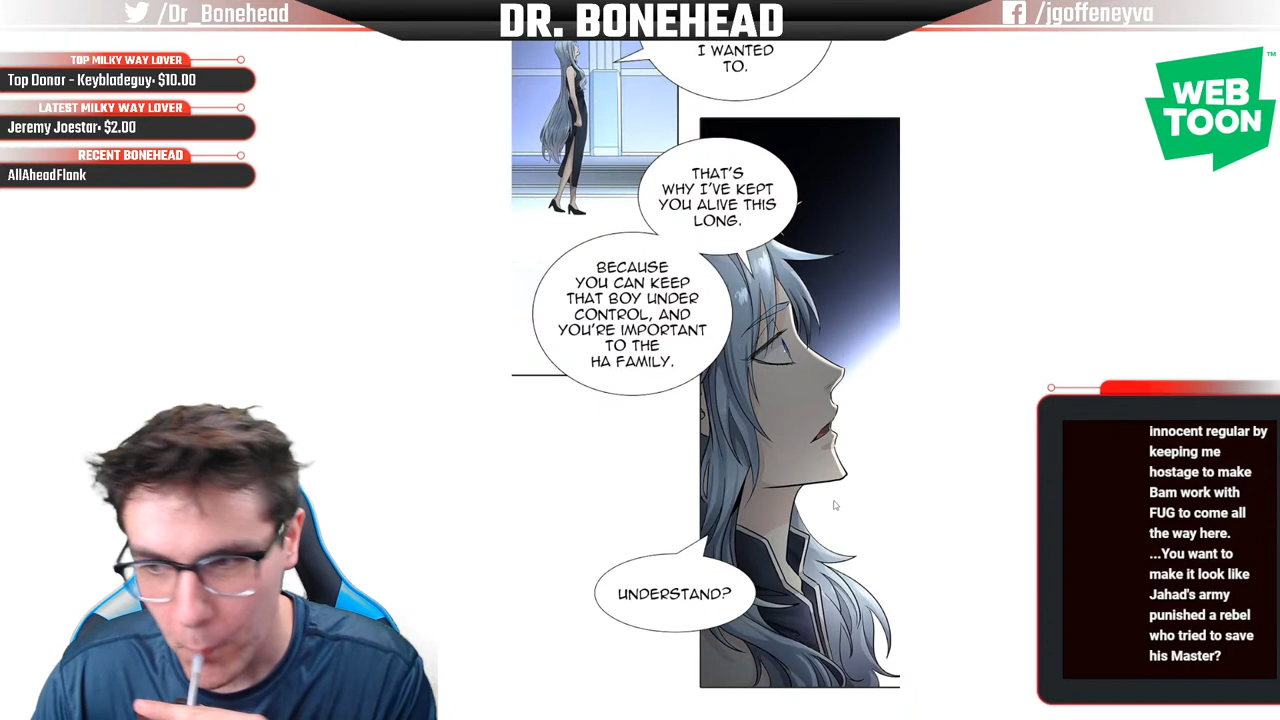 /Dr_Bonehead
DR. BONEHEAD
/jgoffeneyva
TOP MILKY WAY LOVER
Top Donor - Keybladeguy: $10.00
LATEST MILKY WAY LOVER
Jeremy Joestar: $2.00
RECENT BONEHEAD
AllAheadFlank
WEB
TOON
TM
I WANTED
TO.
THAT'S
WHY I'VE KEPT
YOU ALIVE THIS
LONG.
BECAUSE
YOU CAN KEEP
THAT BOY UNDER
CONTROL, AND
YOU'RE IMPORTANT
TO THE
HA FAMILY.
UNDERSTAND?
innocent regular by
keeping me
hostage to make
Bam work with
FUG to come all
the way here.
...You want to
make it look like
Jahad's army
punished a rebel
who tried to save
his Master?